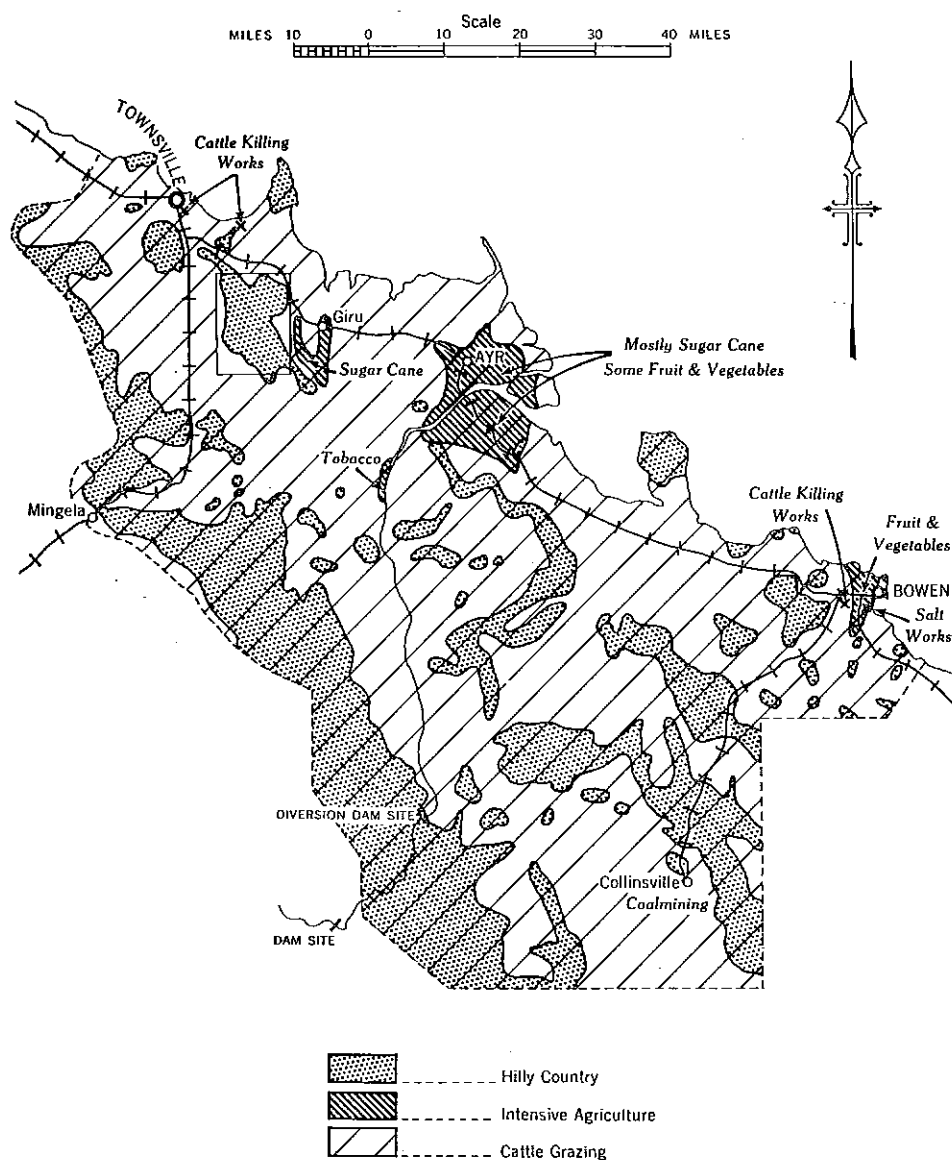 Scale
MILES 10 0 10 20 30 40 MILES
TOWNSVILLE
Cattle Killing
Works
Giru
Sugar Cane
AYR
Mostly Sugar Cane
Some Fruit & Vegetables
Tobacco
Mingela
Cattle Killing
Works
Fruit &
Vegetables
BOWEN
Salt
Works
DIVERSION DAM SITE
Collinsville
Coalmining
DAM SITE
Hilly Country
Intensive Agriculture
Cattle Grazing